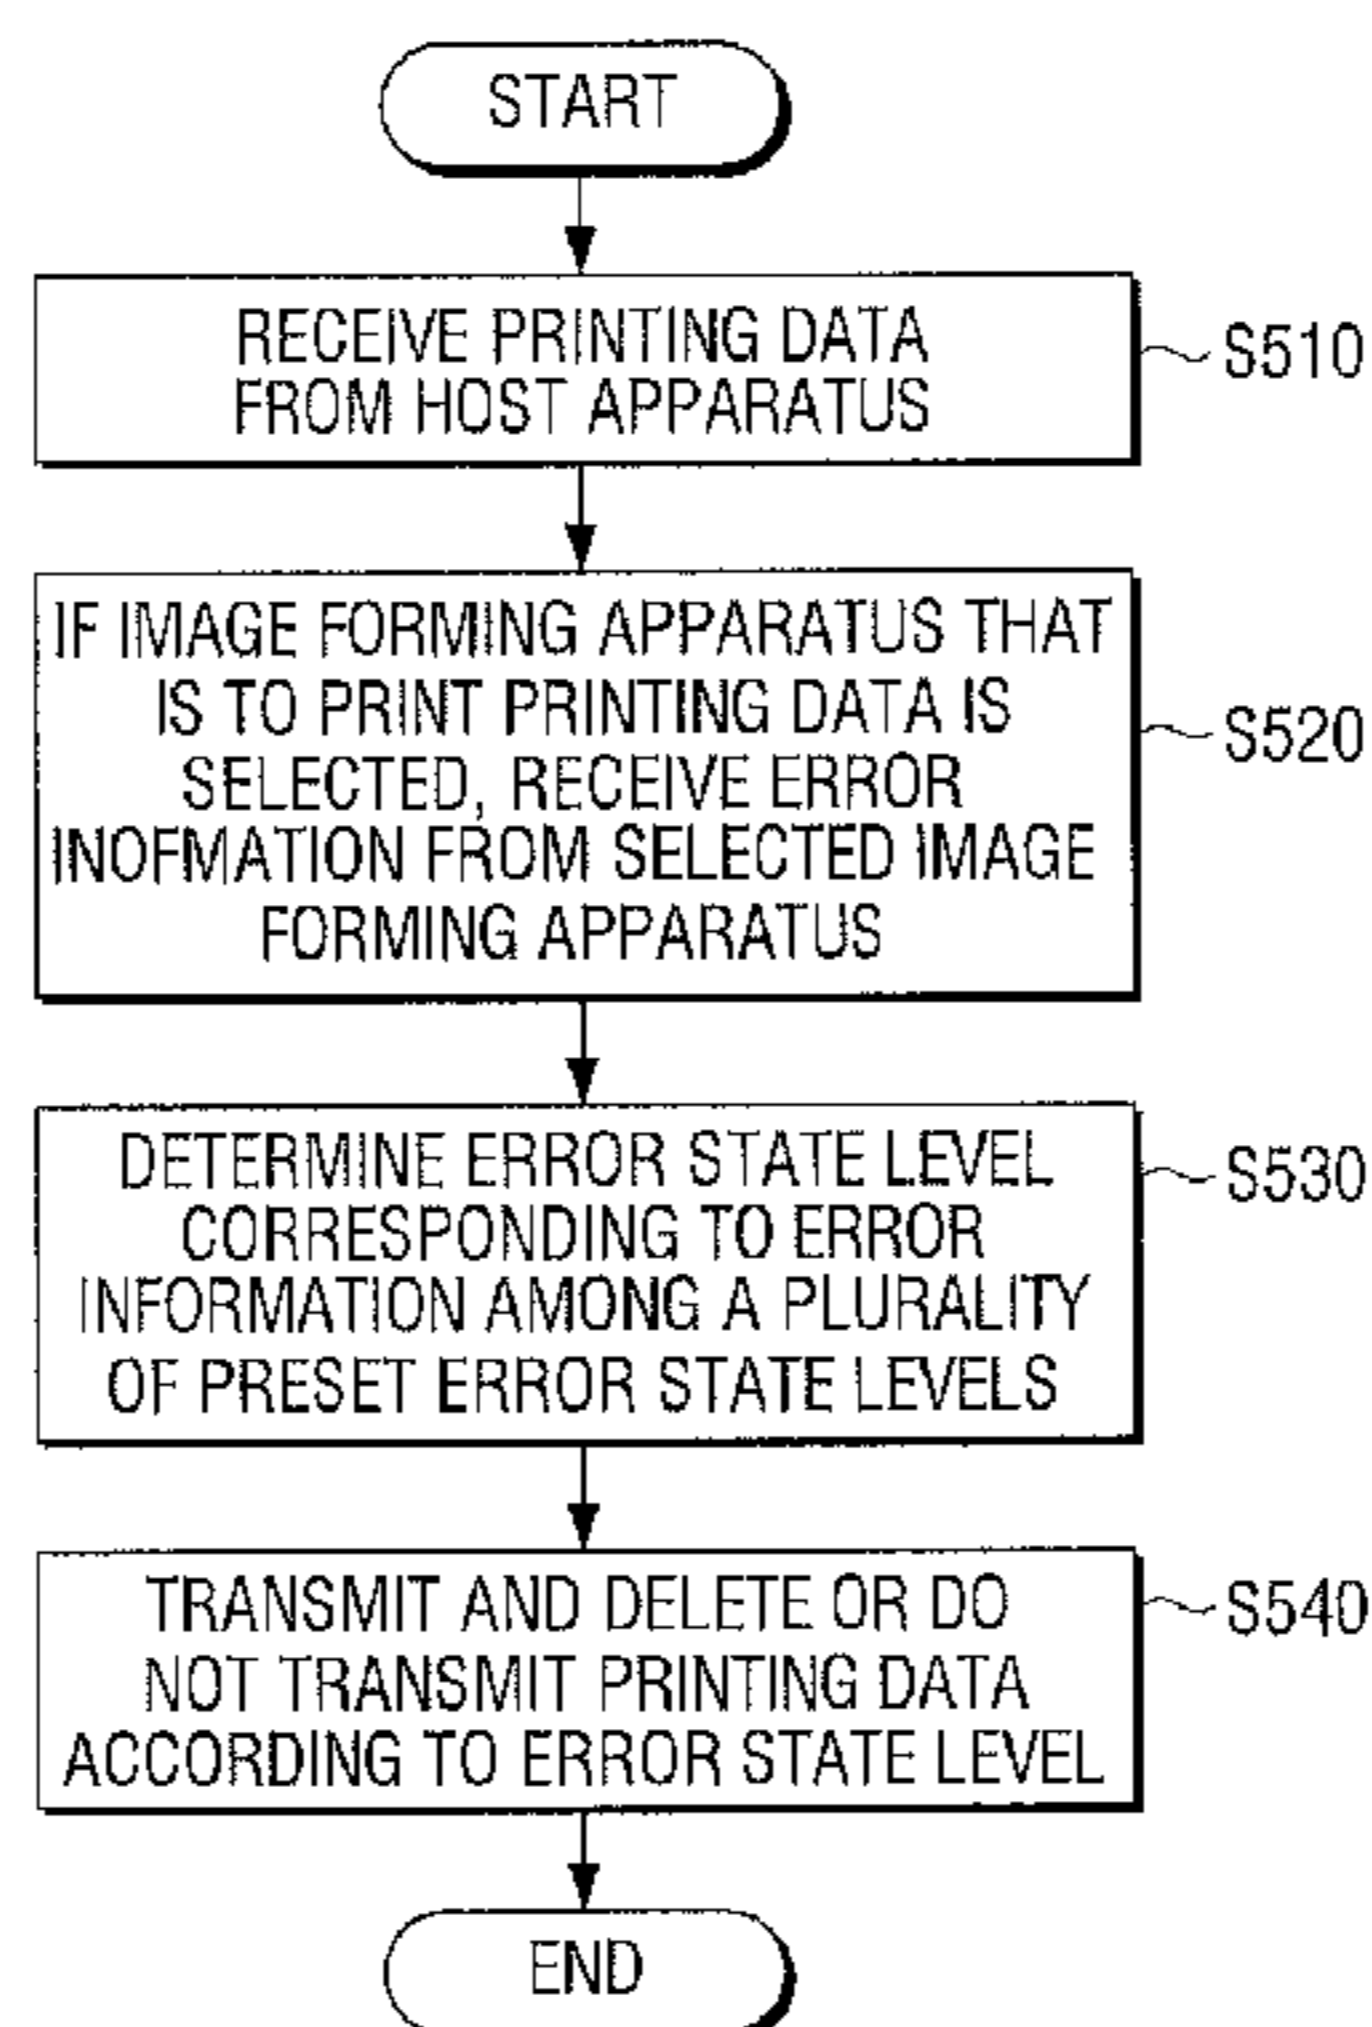 START
RECEIVE PRINTING DATA
FROM HOST APPARATUS
S510
IF IMAGE FORMING APPARATUS THAT
IS TO PRINT PRINTING DATA IS
SELECTED, RECEIVE ERROR
INOFMATION FROM SELECTED IMAGE
FORMING APPARATUS
S520
DETERMINE ERROR STATE LEVEL
CORRESPONDING TO ERROR
INFORMATION AMONG A PLURALITY
OF PRESET ERROR STATE LEVELS
S530
TRANSMIT AND DELETE OR DO
NOT TRANSMIT PRINTING DATA
ACCORDING TO ERROR STATE LEVEL
S540
END